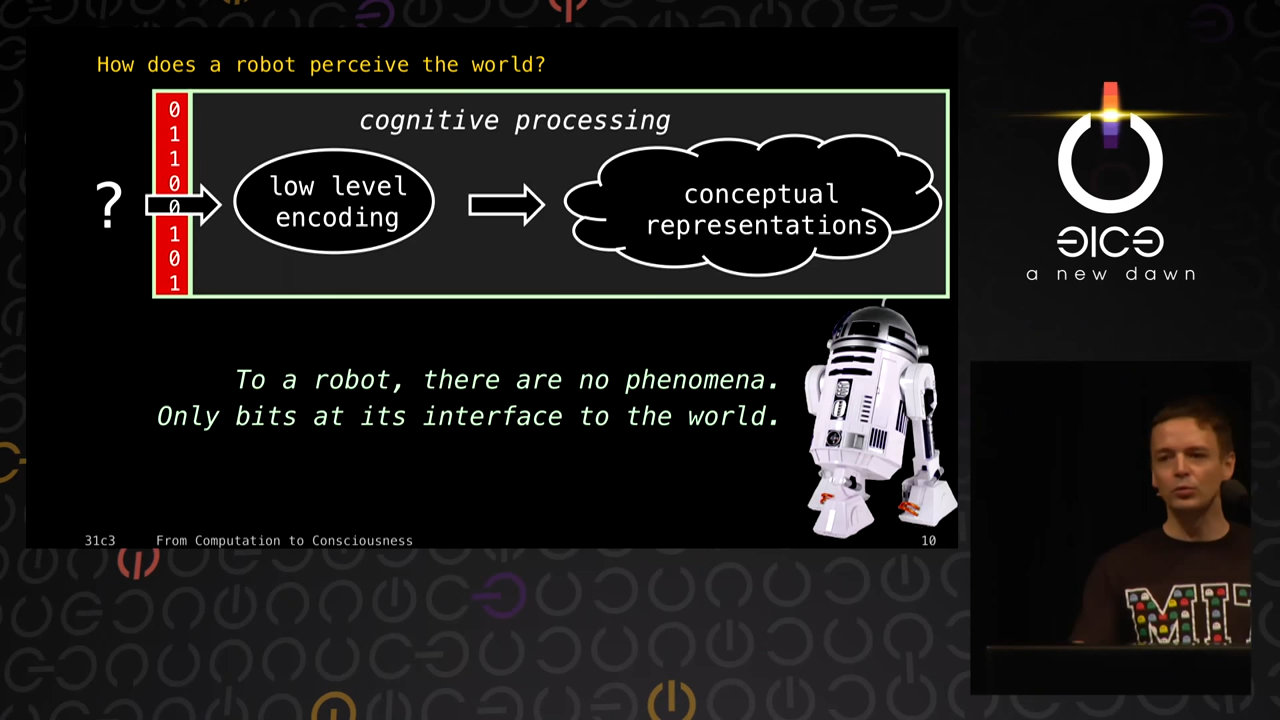 How does a robot perceive the world?
0
1
1
0
0
1
0
1
cognitive processing
?
low level
encoding
conceptual
representations
To a robot, there are no phenomena.
Only bits at its interface to the world.
31c3 From Computation to Consciousness 10
a new dawn
MIT